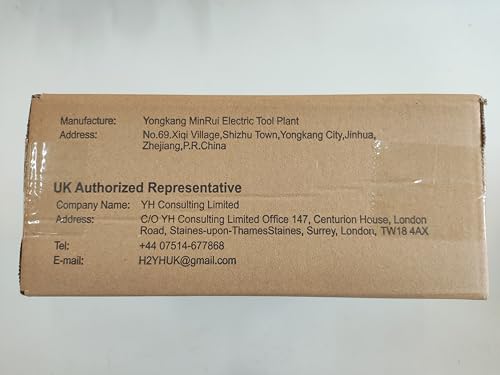 Manufacture: Yongkang MinRui Electric Tool Plant
Address: No.69.Xiqi Village,Shizhu Town,Yongkang City,Jinhua,
Zhejiang,P.R.China
UK Authorized Representative
Company Name: YH Consulting Limited
Address: C/O YH Consulting Limited Office 147, Centurion House, London
Road, Staines-upon-ThamesStaines, Surrey, London, TW18 4AX
Tel: +44 07514-677868
E-mail: H2YHUK@gmail.com